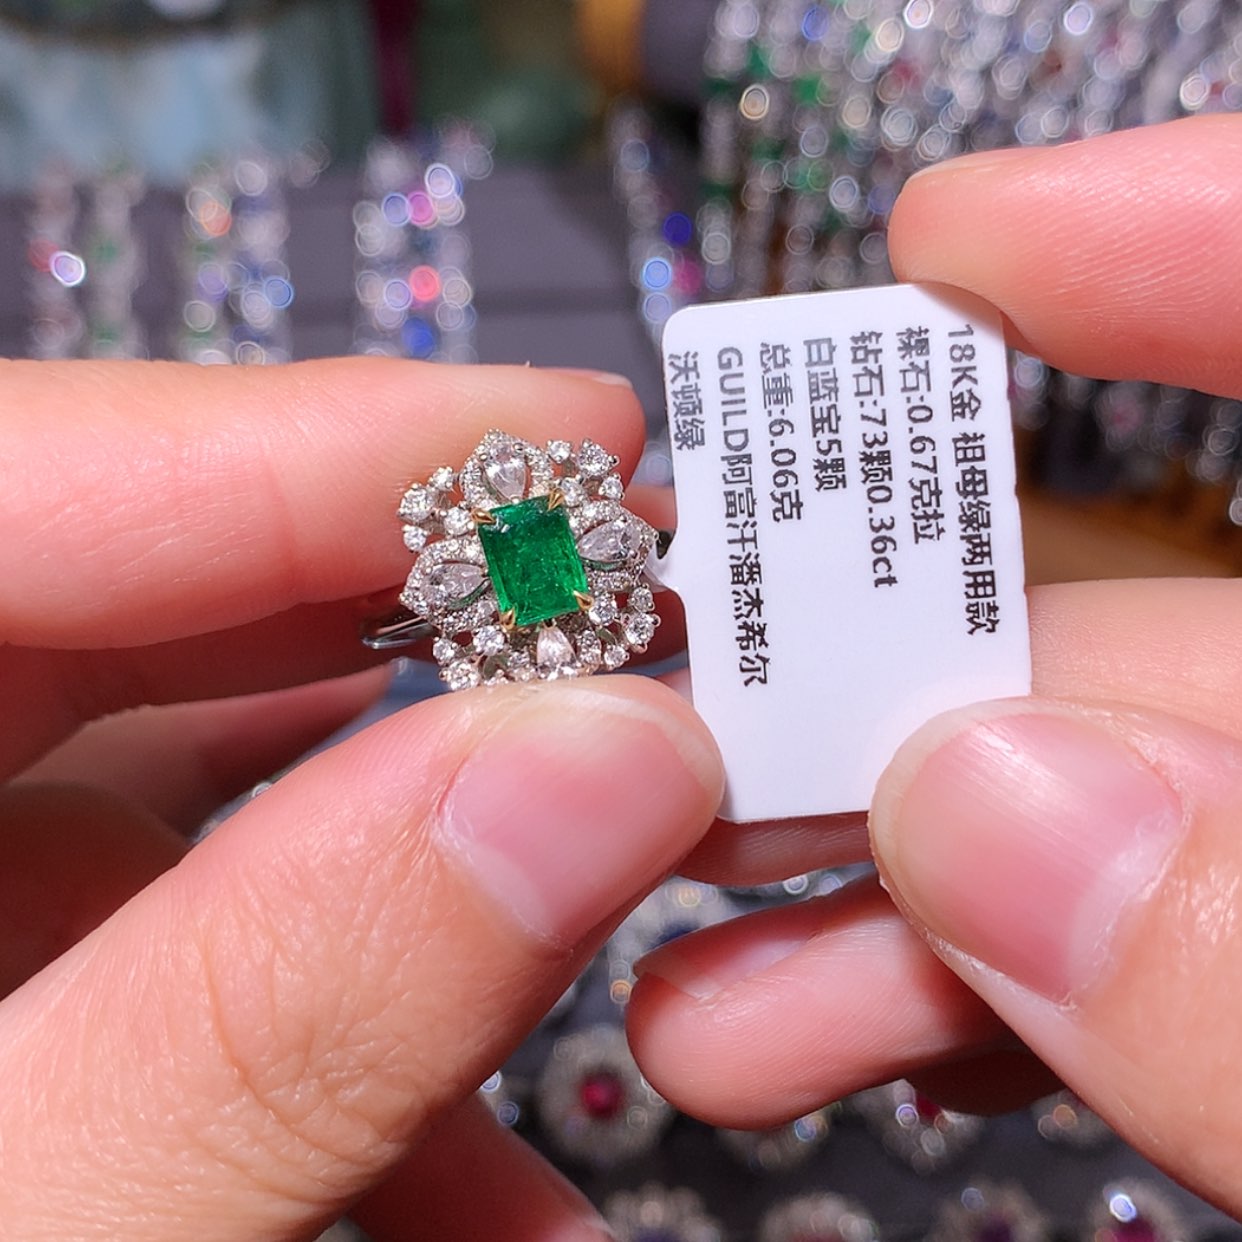 18K金 祖母绿两用款
裸石:0.67克拉
钻石:73颗0.36ct
白蓝宝5颗
总重:6.06克
GUILD阿富汗潘杰希尔
沃顿绿